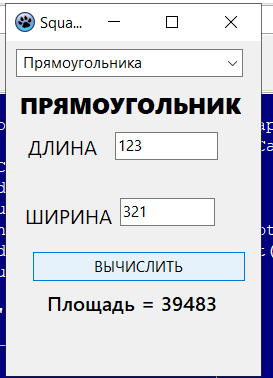 Squa...
Прямоугольника
ПРЯМОУГОЛЬНИК
ДЛИНА 123
ШИРИНА 321
ВЫЧИСЛИТЬ
Площадь = 39483